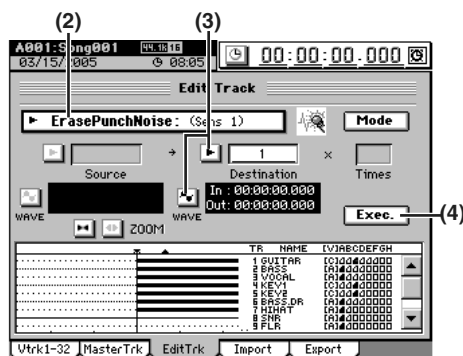 (2) (3)
A001:Song001 44.1k16
03/15/2005 08:05 00:00:00.000
Edit Track
ErasePunchNoise: (Sens 1) Mode
→ 1 ×
Source Destination Times
In :00:00:00.000
Out:00:00:00.000
WAVE WAVE Exec. (4)
ZOOM
TR NAME [V]ABCDEFGH
1 GUITAR
2 BASS
3 VOCAL
4 KEY1
5 KEY2
6 BASS.DR
7 HIHAT
8 SNR
9 FLR
Vtrk1-32 MasterTrk EditTrk Import Export